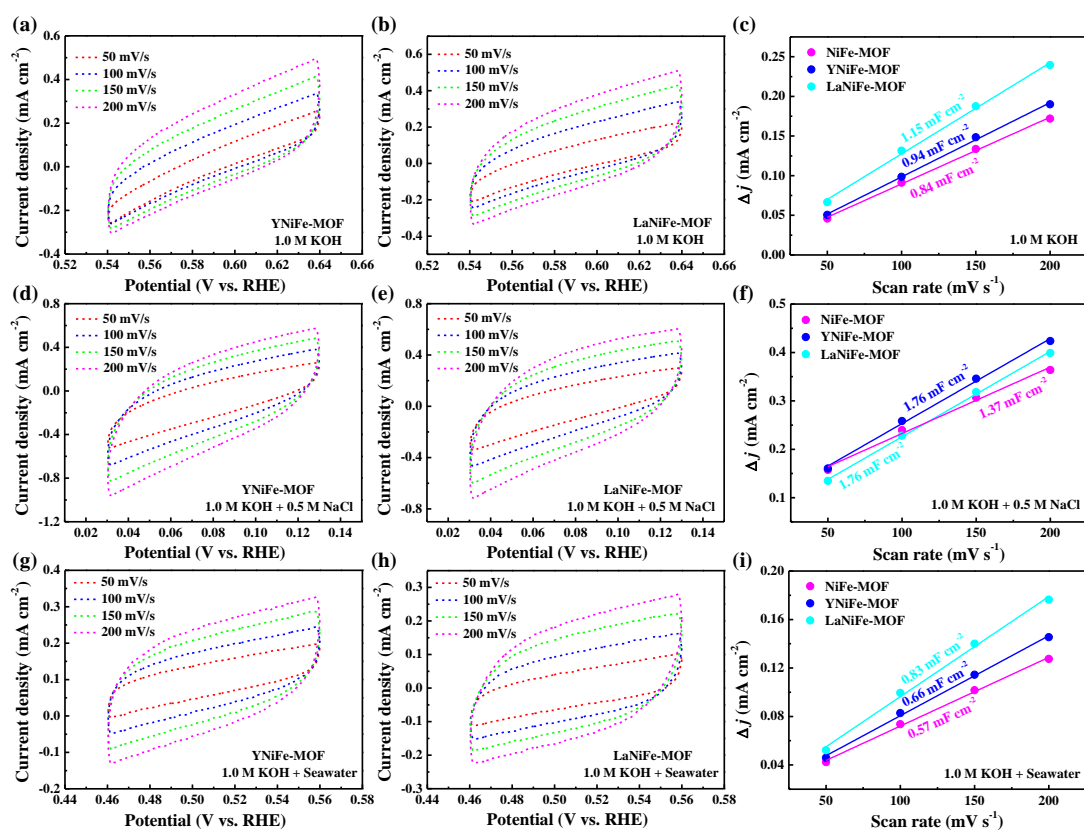 (a)
0.6
0.4
0.2
0.0
-0.2
-0.4
Current density (mA cm⁻²)
50 mV/s
100 mV/s
150 mV/s
200 mV/s
YNiFe-MOF
1.0 M KOH
0.52 0.54 0.56 0.58 0.60 0.62 0.64 0.66
Potential (V vs. RHE)
(b)
0.6
0.4
0.2
0.0
-0.2
-0.4
Current density (mA cm⁻²)
50 mV/s
100 mV/s
150 mV/s
200 mV/s
LaNiFe-MOF
1.0 M KOH
0.52 0.54 0.56 0.58 0.60 0.62 0.64 0.66
Potential (V vs. RHE)
(c)
0.25
0.20
0.15
0.10
0.05
0.00
Δj (mA cm⁻²)
NiFe-MOF
YNiFe-MOF
LaNiFe-MOF
1.15 mF cm⁻²
0.94 mF cm⁻²
0.84 mF cm⁻²
1.0 M KOH
50 100 150 200
Scan rate (mV s⁻¹)
(d)
0.8
0.4
0.0
-0.4
-0.8
-1.2
Current density (mA cm⁻²)
50 mV/s
100 mV/s
150 mV/s
200 mV/s
YNiFe-MOF
1.0 M KOH + 0.5 M NaCl
0.02 0.04 0.06 0.08 0.10 0.12
Potential (V vs. RHE)
(e)
0.8
0.4
0.0
-0.4
-0.8
Current density (mA cm⁻²)
50 mV/s
100 mV/s
150 mV/s
200 mV/s
LaNiFe-MOF
1.0 M KOH + 0.5 M NaCl
0.02 0.04 0.06 0.08 0.10 0.12
Potential (V vs. RHE)
(f)
0.5
0.4
0.3
0.2
0.1
Δj (mA cm⁻²)
NiFe-MOF
YNiFe-MOF
LaNiFe-MOF
1.76 mF cm⁻²
1.37 mF cm⁻²
1.76 mF cm⁻²
1.0 M KOH + 0.5 M NaCl
50 100 150 200
Scan rate (mV s⁻¹)
(g)
0.4
0.3
0.2
0.1
0.0
-0.1
-0.2
Current density (mA cm⁻²)
50 mV/s
100 mV/s
150 mV/s
200 mV/s
YNiFe-MOF
1.0 M KOH + Seawater
0.44 0.46 0.48 0.50 0.52 0.54 0.56 0.58
Potential (V vs. RHE)
(h)
0.3
0.2
0.1
0.0
-0.1
-0.2
-0.3
Current density (mA cm⁻²)
50 mV/s
100 mV/s
150 mV/s
200 mV/s
LaNiFe-MOF
1.0 M KOH + Seawater
0.44 0.46 0.48 0.50 0.52 0.54 0.56 0.58
Potential (V vs. RHE)
(i)
0.20
0.16
0.12
0.08
0.04
Δj (mA cm⁻²)
NiFe-MOF
YNiFe-MOF
LaNiFe-MOF
0.83 mF cm⁻²
0.66 mF cm⁻²
0.57 mF cm⁻²
1.0 M KOH + Seawater
50 100 150 200
Scan rate (mV s⁻¹)